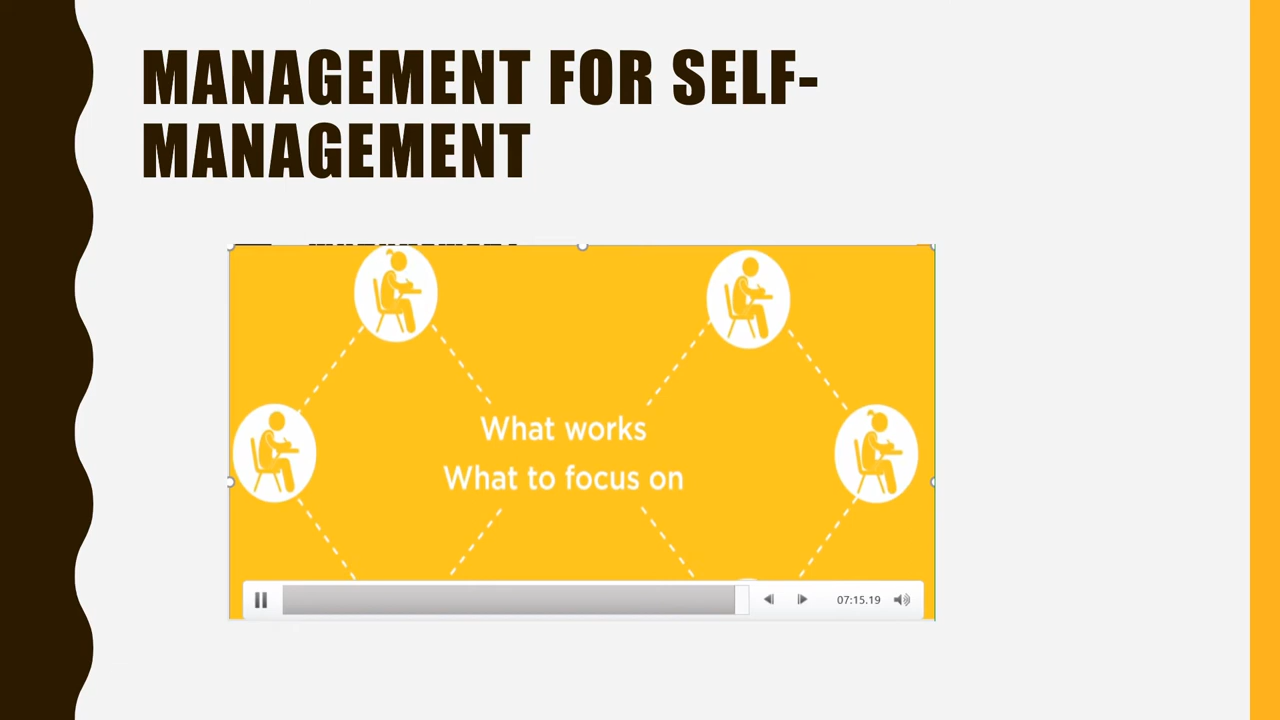 MANAGEMENT FOR SELF-
MANAGEMENT
What works
What to focus on
07:15.19